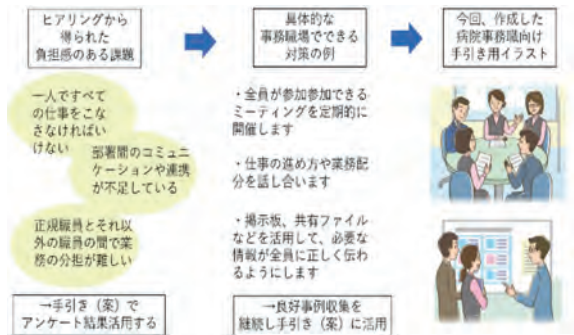 ヒアリングから
得られた
負担感のある課題
具体的な
事務職場でできる
対策の例
今回、作成した
病院事務職向け
手引き用イラスト
一人ですべて
の仕事をこな
さなければい
けない
部署間のコミュニ
ケーションや連携
が不足している
正規職員とそれ以
外の職員の間で業
務の分担が難しい
→手引き（案）で
アンケート結果活用する
・全員が参加参加できる
ミーティングを定期的に
開催します
・仕事の進め方や業務配
分を話し合います
・掲示板、共有ファイル
などを活用して、必要な
情報が全員に正しく伝わ
るようにします
→良好事例収集を
継続し手引き（案）に活用